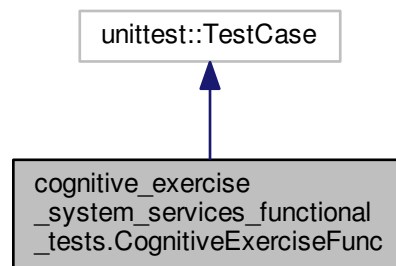 unittest::TestCase
cognitive_exercise
_system_services_functional
_tests.CognitiveExerciseFunc